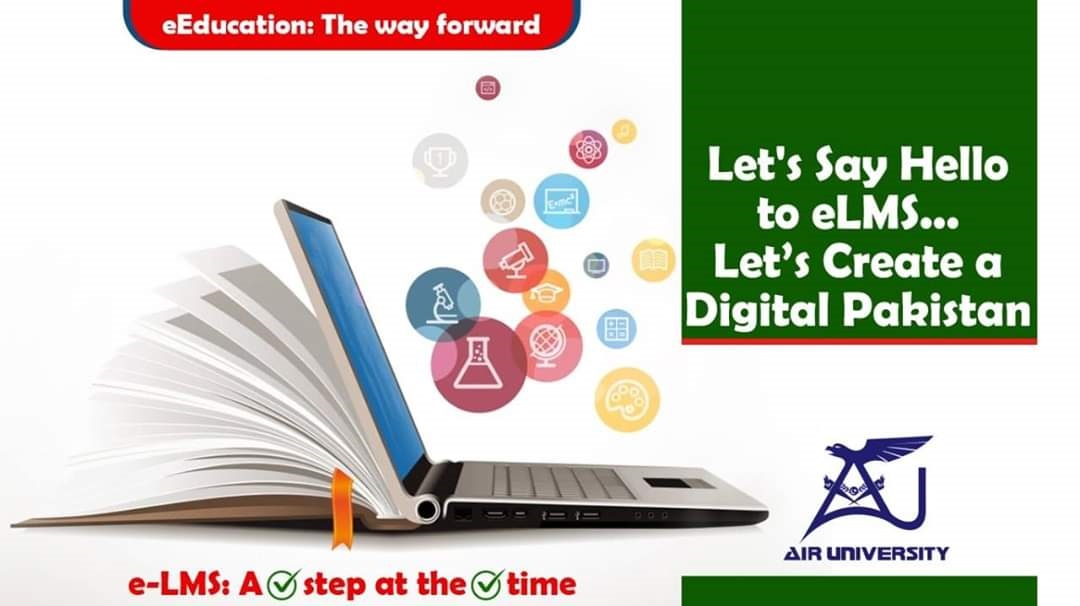 eEducation: The way forward
Let's Say Hello
to eLMS...
Let’s Create a
Digital Pakistan
AIR UNIVERSITY
e-LMS: A ✓ step at the ✓ time